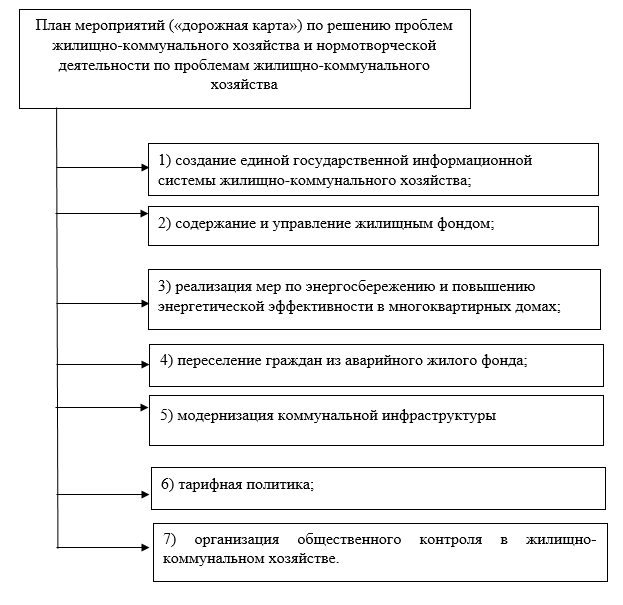 План мероприятий («дорожная карта») по решению проблем
жилищно-коммунального хозяйства и нормотворческой
деятельности по проблемам жилищно-коммунального
хозяйства
1) создание единой государственной информационной
системы жилищно-коммунального хозяйства;
2) содержание и управление жилищным фондом;
3) реализация мер по энергосбережению и повышению
энергетической эффективности в многоквартирных домах;
4) переселение граждан из аварийного жилого фонда;
5) модернизация коммунальной инфраструктуры
6) тарифная политика;
7) организация общественного контроля в жилищно-
коммунальном хозяйстве.